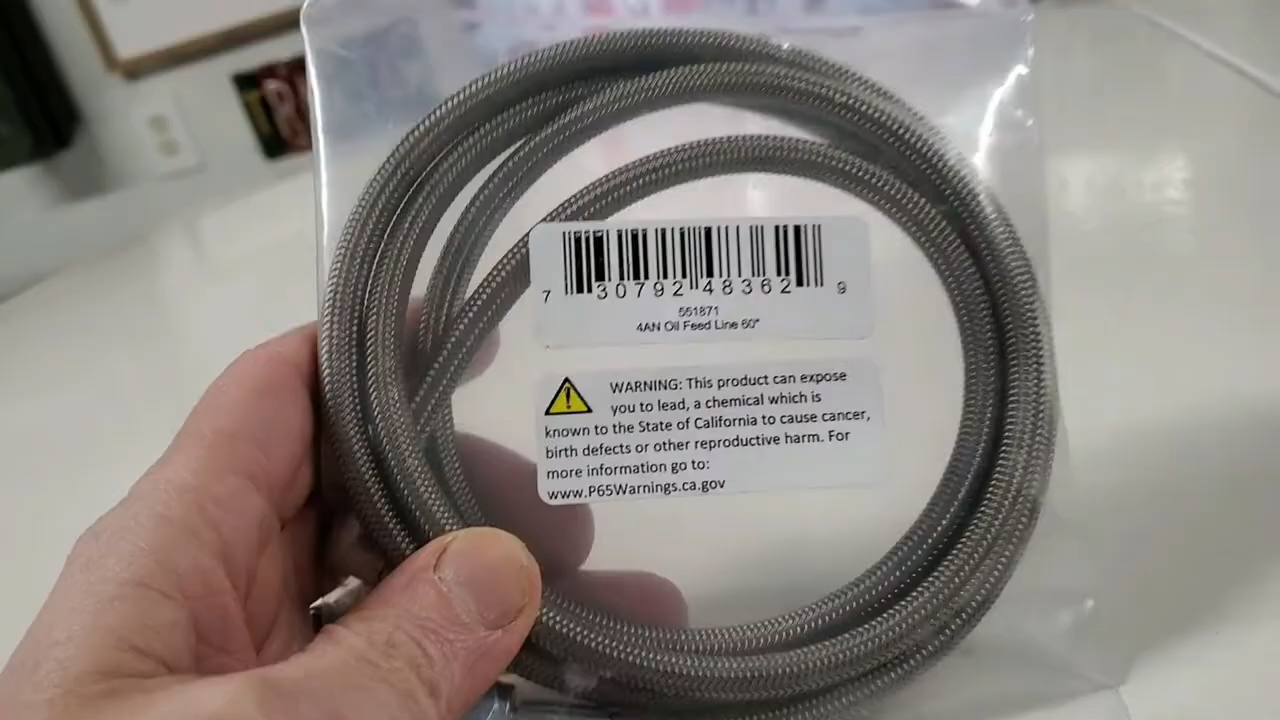 7 30792 48362 9
551871
4AN Oil Feed Line 60"
WARNING: This product can expose
you to lead, a chemical which is
known to the State of California to cause cancer,
birth defects or other reproductive harm. For
more information go to:
www.P65Warnings.ca.gov